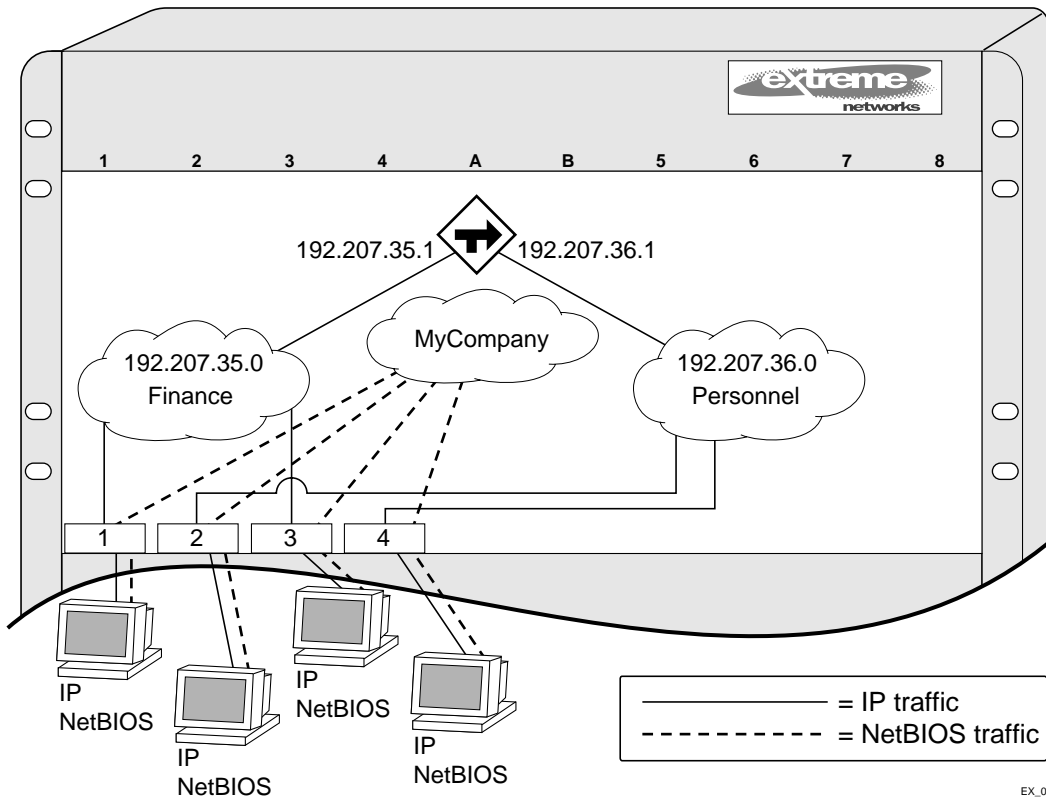 extreme
networks
1 2 3 4 A B 5 6 7 8
192.207.35.1 192.207.36.1
MyCompany
192.207.35.0
Finance
192.207.36.0
Personnel
1 2 3 4
IP
NetBIOS
IP
NetBIOS
IP
NetBIOS
IP
NetBIOS
= IP traffic
= NetBIOS traffic
EX_0